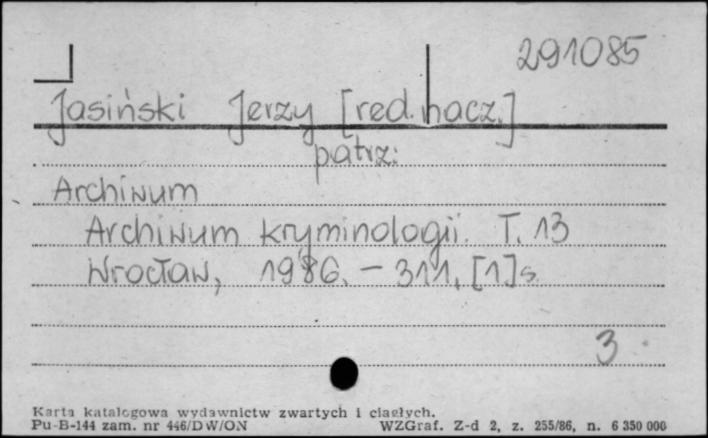 291085
Jasiński Jerzy [red. nacz.]
patrz:
Archiwum
Archiwum kryminologii. T. 13
Wrocław, 1986. – 311, [1] s.
3
Karta katalogowa wydawnictw zwartych i ciągłych.
Pu-B-144 zam. nr 446/DW/ON WZGraf. Z-d 2, z. 255/86, n. 6 350 000